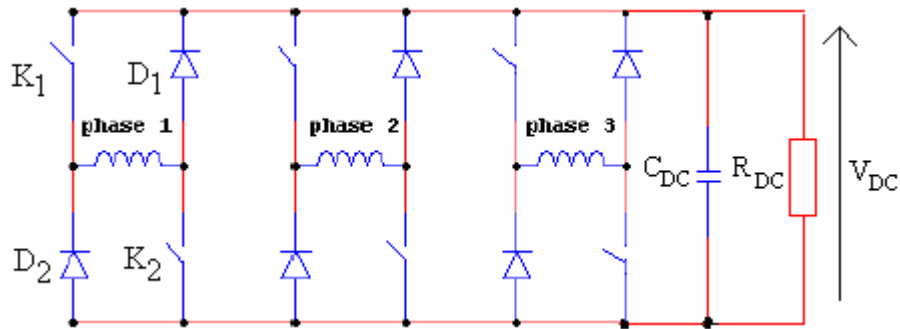 K1
D1
phase 1
phase 2
phase 3
CDC
RDC
VDC
D2
K2